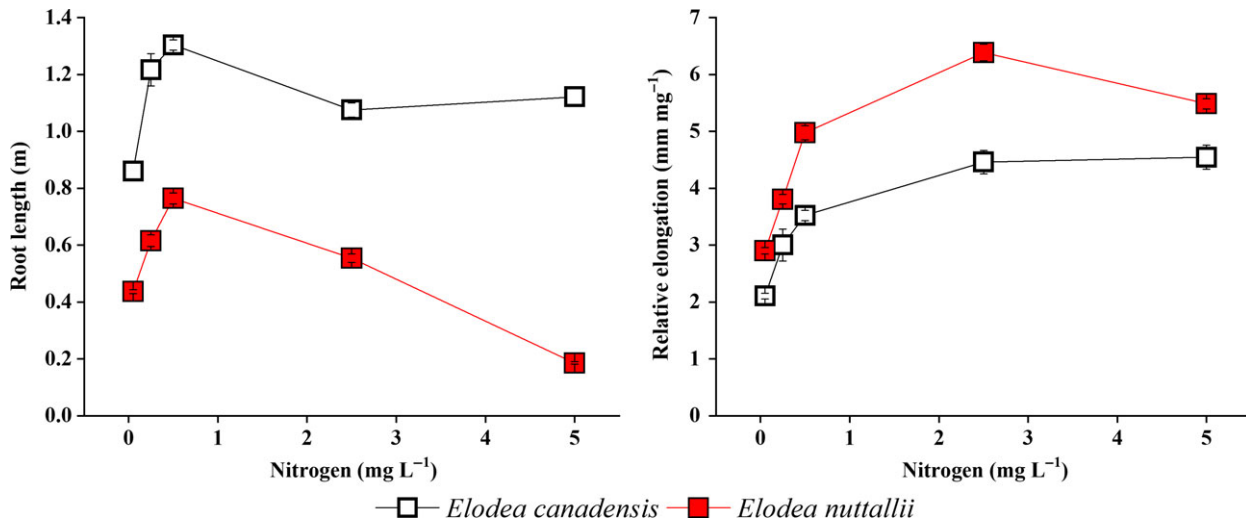 1.4
1.2
1.0
0.8
0.6
0.4
0.2
0.0
Root length (m)
0 1 2 3 4 5
Nitrogen (mg L⁻¹)
7
6
5
4
3
2
1
0
Relative elongation (mm mg⁻¹)
0 1 2 3 4 5
Nitrogen (mg L⁻¹)
Elodea canadensis Elodea nuttallii